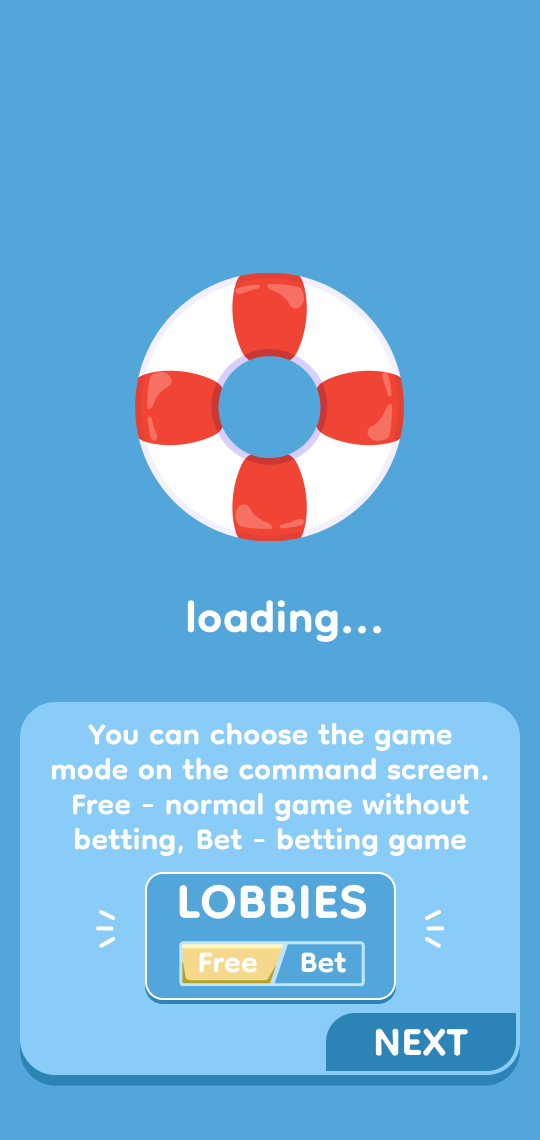 loading...
You can choose the game
mode on the command screen.
Free - normal game without
betting, Bet - betting game
LOBBIES
Free Bet
NEXT